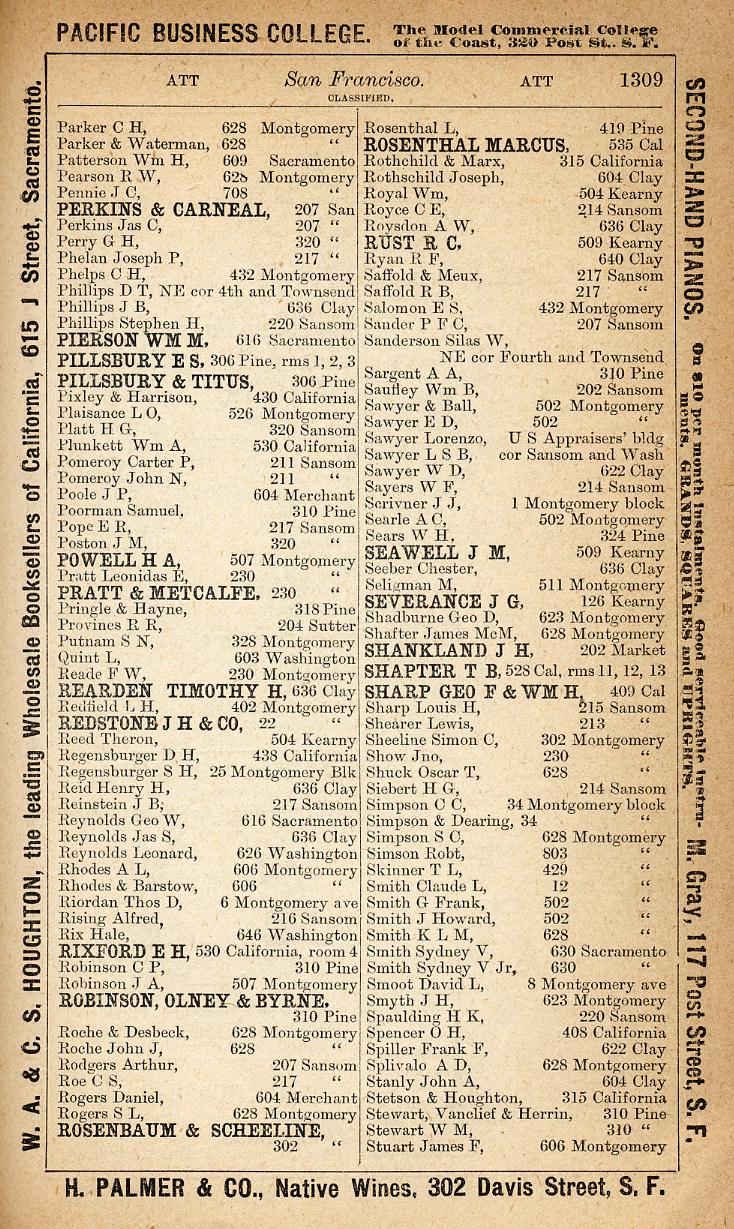 PACIFIC BUSINESS COLLEGE. The Model Commercial College
of the Coast, 320 Post St., S. F.
ATT San Francisco. ATT 1309
CLASSIFIED.
Parker C H, 628 Montgomery
Parker & Waterman, 628 “
Patterson Wm H, 609 Sacramento
Pearson R W, 628 Montgomery
Pennie J C, 708 “
PERKINS & CARNEAL, 207 San
Perkins Jas C, 207 “
Perry G H, 320 “
Phelan Joseph P, 217 “
Phelps C H, 432 Montgomery
Phillips D T, NE cor 4th and Townsend
Phillips J B, 636 Clay
Phillips Stephen H, 220 Sansom
PIERSON WM M, 616 Sacramento
PILLSBURY E S, 306 Pine, rms 1, 2, 3
PILLSBURY & TITUS, 306 Pine
Pixley & Harrison, 430 California
Plaisance L O, 526 Montgomery
Platt H G, 320 Sansom
Plunkett Wm A, 530 California
Pomeroy Carter P, 211 Sansom
Pomeroy John N, 211 “
Poole J P, 604 Merchant
Poorman Samuel, 310 Pine
Pope E R, 217 Sansom
Poston J M, 320 “
POWELL H A, 507 Montgomery
Pratt Leonidas E, 230 “
PRATT & METCALFE, 230 “
Pringle & Hayne, 318 Pine
Provines R R, 204 Sutter
Putnam S N, 328 Montgomery
Quint L, 603 Washington
Reade F W, 230 Montgomery
REARDEN TIMOTHY H, 636 Clay
Redfield L H, 402 Montgomery
REDSTONE J H & CO, 22 “
Reed Theron, 504 Kearny
Regensburger D H, 438 California
Regensburger S H, 25 Montgomery Blk
Reid Henry H, 636 Clay
Reinstein J B, 217 Sansom
Reynolds Geo W, 616 Sacramento
Reynolds Jas S, 636 Clay
Reynolds Leonard, 626 Washington
Rhodes A L, 606 Montgomery
Rhodes & Barstow, 606 “
Riordan Thos D, 6 Montgomery ave
Rising Alfred, 216 Sansom
Rix Hale, 646 Washington
RIXFORD E H, 530 California, room 4
Robinson C P, 310 Pine
Robinson J A, 507 Montgomery
ROBINSON, OLNEY & BYRNE,
310 Pine
Roche & Desbeck, 628 Montgomery
Roche John J, 628 “
Rodgers Arthur, 207 Sansom
Roe C S, 217 “
Rogers Daniel, 604 Merchant
Rogers S L, 628 Montgomery
ROSENBAUM & SCHEELINE,
302 “
Rosenthal L, 419 Pine
ROSENTHAL MARCUS, 535 Cal
Rothchild & Marx, 315 California
Rothschild Joseph, 604 Clay
Royal Wm, 504 Kearny
Royce C E, 214 Sansom
Roysdon A W, 636 Clay
RUST R C, 509 Kearny
Ryan R F, 640 Clay
Saffold & Meux, 217 Sansom
Saffold R B, 217 “
Salomon E S, 432 Montgomery
Sander P F C, 207 Sansom
Sanderson Silas W,
NE cor Fourth and Townsend
Sargent A A, 310 Pine
Saufley Wm B, 202 Sansom
Sawyer & Ball, 502 Montgomery
Sawyer E D, 502 “
Sawyer Lorenzo, U S Appraisers’ bldg
Sawyer L S B, cor Sansom and Wash
Sawyer W D, 622 Clay
Sayers W F, 214 Sansom
Scrivner J J, 1 Montgomery block
Searle A C, 502 Montgomery
Sears W H, 324 Pine
SEAWELL J M, 509 Kearny
Seeber Chester, 636 Clay
Seligman M, 511 Montgomery
SEVERANCE J G, 126 Kearny
Shadburne Geo D, 623 Montgomery
Shafter James McM, 628 Montgomery
SHANKLAND J H, 202 Market
SHAPTER T B, 528 Cal, rms 11, 12, 13
SHARP GEO F & WM H, 409 Cal
Sharp Louis H, 215 Sansom
Shearer Lewis, 213 “
Sheeline Simon C, 302 Montgomery
Show Jno, 230 “
Shuck Oscar T, 628 “
Siebert H G, 214 Sansom
Simpson C C, 34 Montgomery block
Simpson & Dearing, 34 “
Simpson S C, 628 Montgomery
Simson Robt, 803 “
Skinner T L, 429 “
Smith Claude L, 12 “
Smith G Frank, 502 “
Smith J Howard, 502 “
Smith K L M, 628 “
Smith Sydney V, 630 Sacramento
Smith Sydney V Jr, 630 “
Smoot David L, 8 Montgomery ave
Smyth J H, 623 Montgomery
Spaulding H K, 220 Sansom
Spencer O H, 408 California
Spiller Frank F, 622 Clay
Splivalo A D, 628 Montgomery
Stanly John A, 604 Clay
Stetson & Houghton, 315 California
Stewart, Vanclief & Herrin, 310 Pine
Stewart W M, 310 “
Stuart James F, 606 Montgomery
W. A. & C. S. HOUGHTON, the leading Wholesale Booksellers of California, 615 J Street, Sacramento.
SECOND-HAND PIANOS. On $10 per month instalments. Good serviceable Instru-
ments. GRANDS, SQUARES and UPRIGHTS. M. Gray, 117 Post Street, S. F.
H. PALMER & CO., Native Wines, 302 Davis Street, S. F.